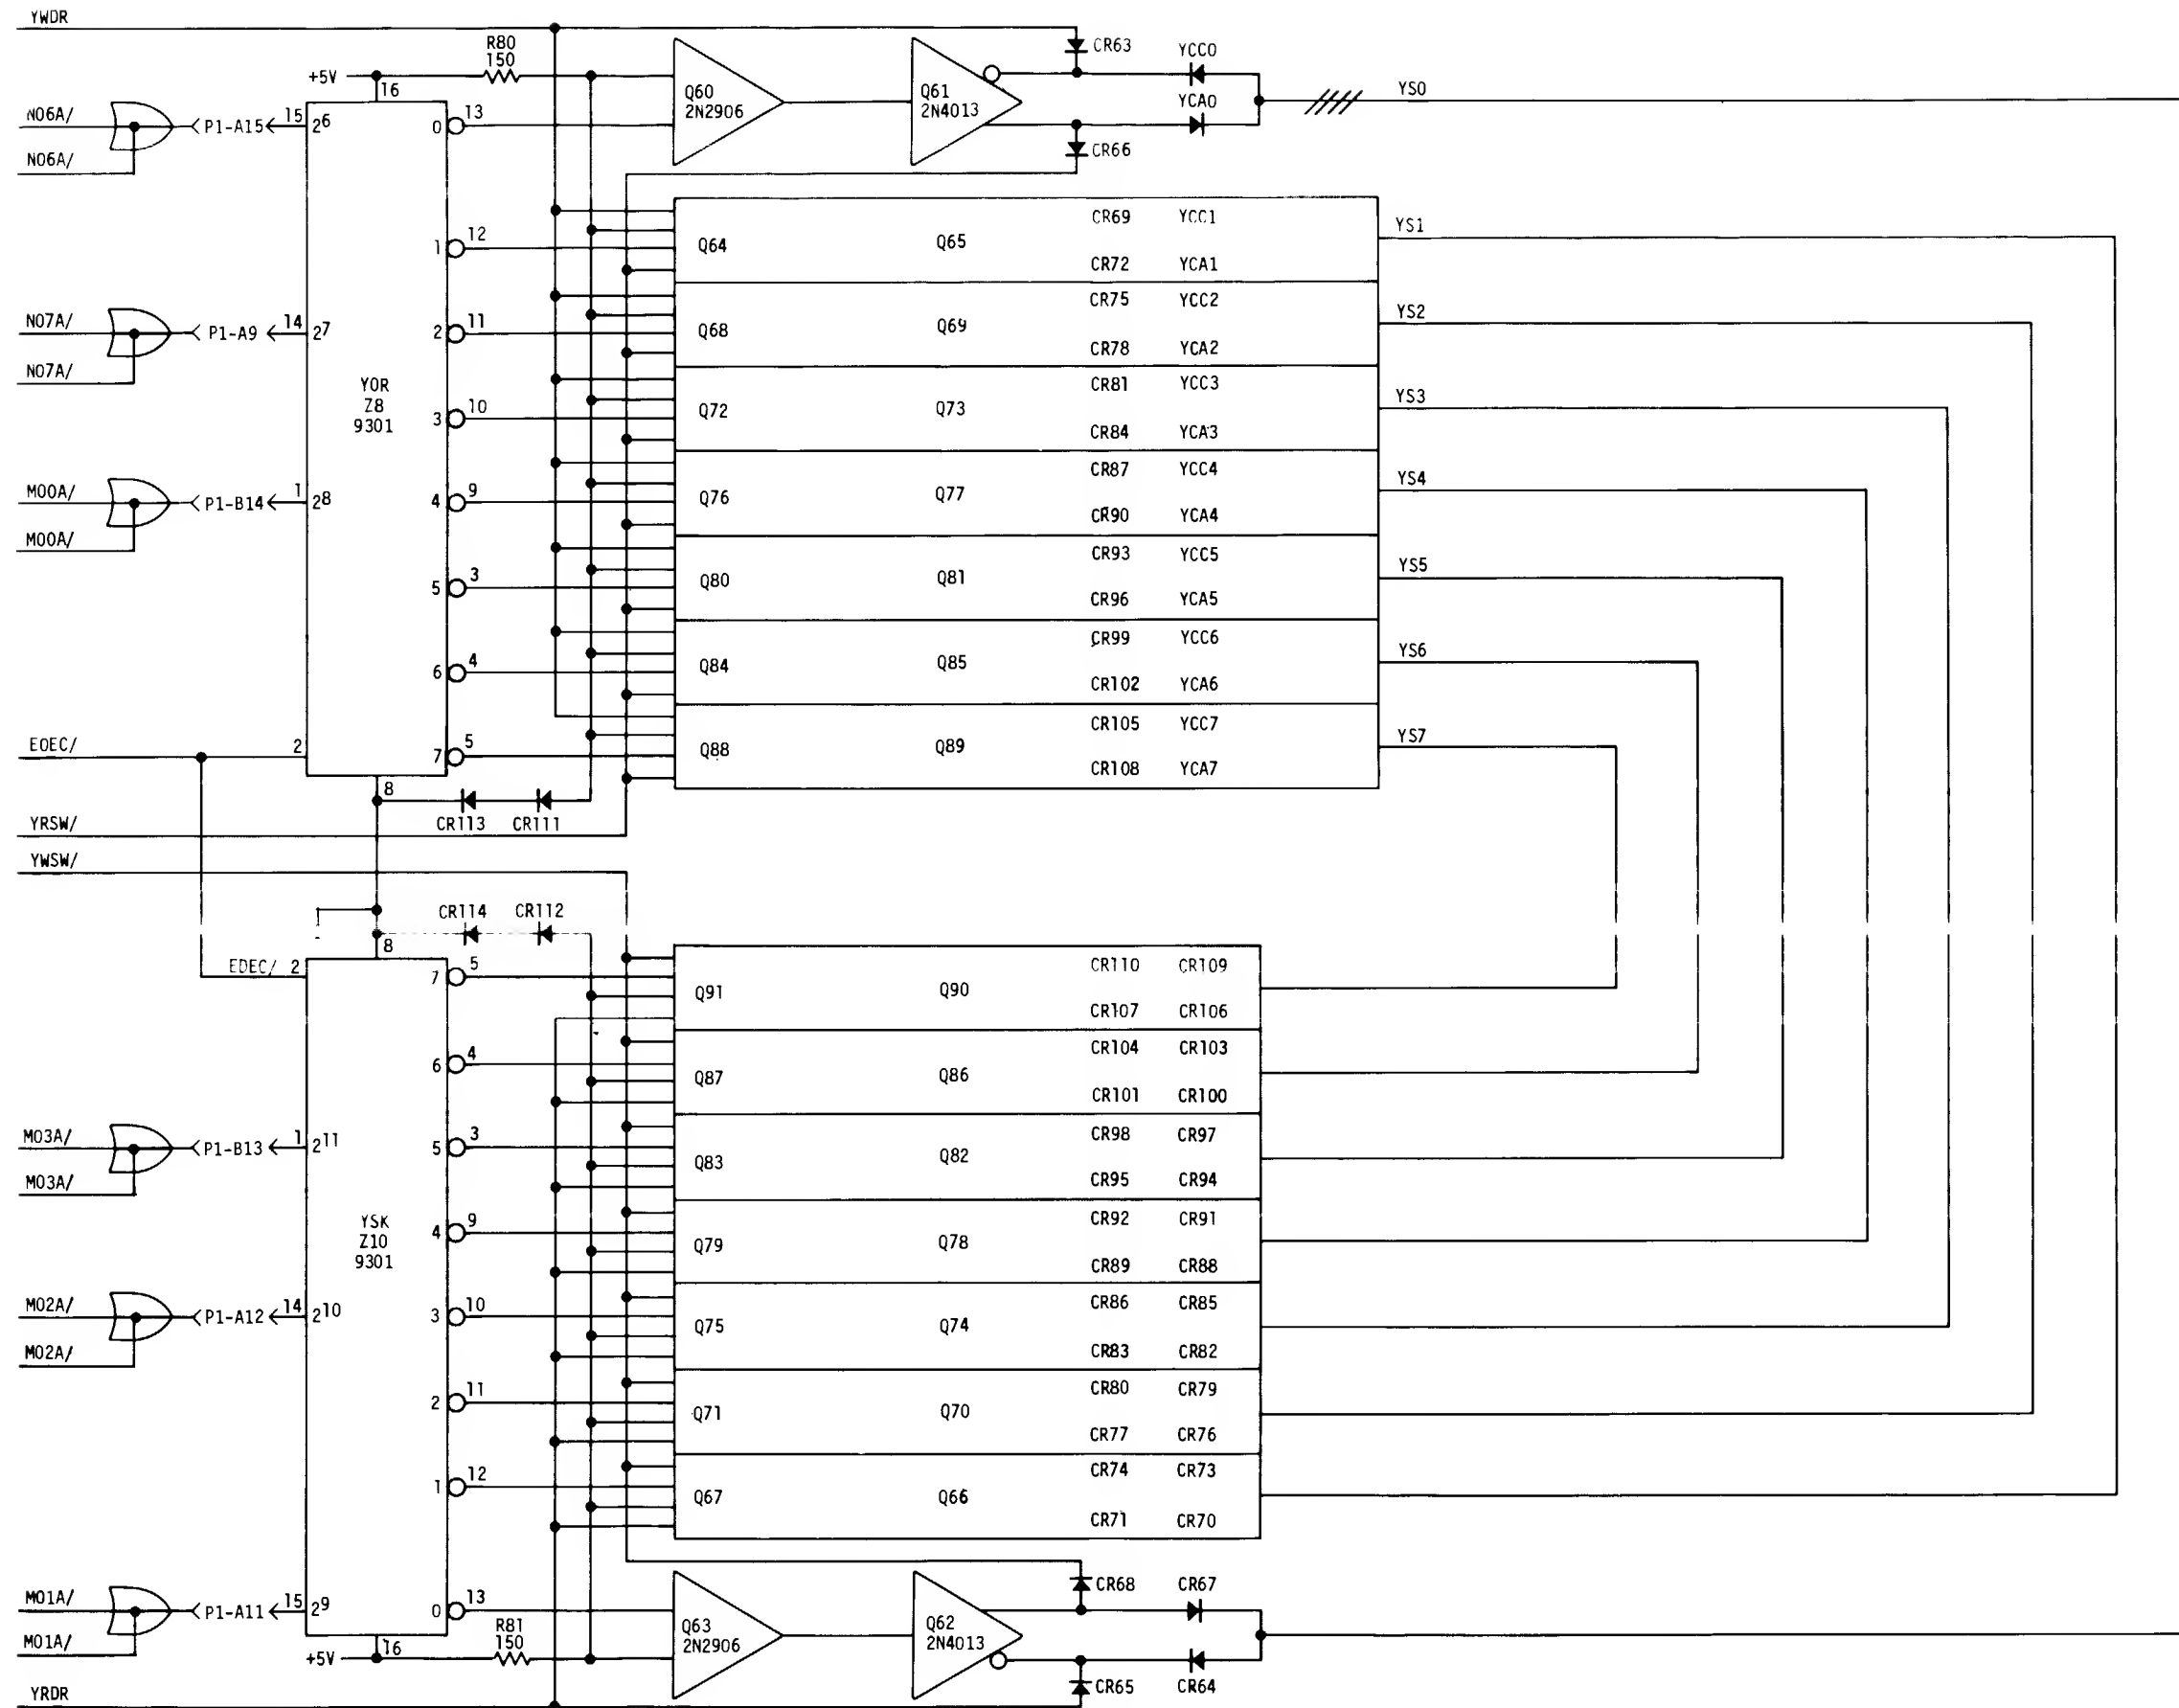 YWDR
R80
150
+5V
16
Q60
2N2906
Q61
2N4013
CR63
YCC0
YCA0
CR66
YS0
N06A/
N06A/
P1-A15
15
2⁶
0
13
1
12
Q64
Q65
CR69
YCC1
CR72
YCA1
YS1
N07A/
N07A/
P1-A9
14
2⁷
2
11
Q68
Q69
CR75
YCC2
CR78
YCA2
YS2
YOR
Z8
9301
3
10
Q72
Q73
CR81
YCC3
CR84
YCA3
YS3
M00A/
M00A/
P1-B14
1
2⁸
4
9
Q76
Q77
CR87
YCC4
CR90
YCA4
YS4
5
3
Q80
Q81
CR93
YCC5
CR96
YCA5
YS5
6
4
Q84
Q85
CR99
YCC6
CR102
YCA6
YS6
EOEC/
2
7
5
Q88
Q89
CR105
YCC7
CR108
YCA7
YS7
8
CR113
CR111
YRSW/
YWSW/
CR114
CR112
8
EDEC/
2
7
5
Q91
Q90
CR110
CR109
CR107
CR106
6
4
Q87
Q86
CR104
CR103
CR101
CR100
M03A/
M03A/
P1-B13
1
2¹¹
5
3
Q83
Q82
CR98
CR97
CR95
CR94
YSK
Z10
9301
4
9
Q79
Q78
CR92
CR91
CR89
CR88
M02A/
M02A/
P1-A12
14
2¹⁰
3
10
Q75
Q74
CR86
CR85
CR83
CR82
2
11
Q71
Q70
CR80
CR79
CR77
CR76
1
12
Q67
Q66
CR74
CR73
CR71
CR70
M01A/
M01A/
P1-A11
15
29
0
13
R81
150
+5V
16
Q63
2N2906
Q62
2N4013
CR68
CR67
CR65
CR64
YRDR